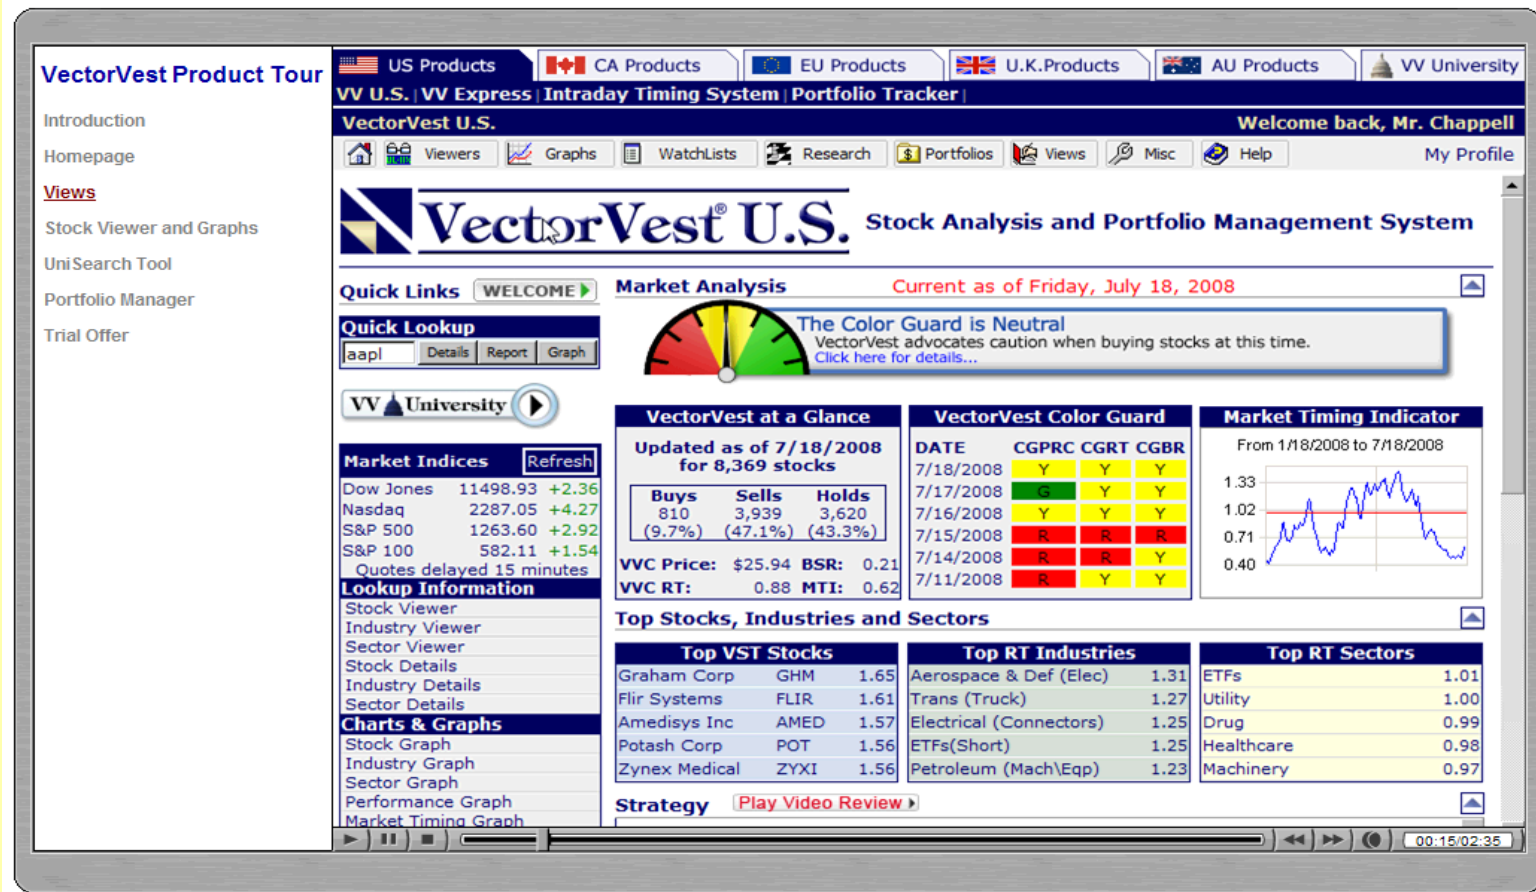 VectorVest Product Tour
Introduction
Homepage
Views
Stock Viewer and Graphs
UniSearch Tool
Portfolio Manager
Trial Offer
US Products CA Products EU Products U.K.Products AU Products VV University
VV U.S. | VV Express | Intraday Timing System | Portfolio Tracker |
VectorVest U.S. Welcome back, Mr. Chappell
Viewers Graphs WatchLists Research Portfolios Views Misc Help My Profile
VectorVest® U.S. Stock Analysis and Portfolio Management System
Quick Links WELCOME
Quick Lookup
aapl Details Report Graph
VV University
Market Indices Refresh
Dow Jones 11498.93 +2.36
Nasdaq 2287.05 +4.27
S&P 500 1263.60 +2.92
S&P 100 582.11 +1.54
Quotes delayed 15 minutes
Lookup Information
Stock Viewer
Industry Viewer
Sector Viewer
Stock Details
Industry Details
Sector Details
Charts & Graphs
Stock Graph
Industry Graph
Sector Graph
Performance Graph
Market Timing Graph
Market Analysis Current as of Friday, July 18, 2008
The Color Guard is Neutral
VectorVest advocates caution when buying stocks at this time.
Click here for details...
VectorVest at a Glance
Updated as of 7/18/2008
for 8,369 stocks
Buys Sells Holds
810 3,939 3,620
(9.7%) (47.1%) (43.3%)
VVC Price: $25.94 BSR: 0.21
VVC RT: 0.88 MTI: 0.62
VectorVest Color Guard
DATE CGPRC CGRT CGBR
7/18/2008 Y Y Y
7/17/2008 G Y Y
7/16/2008 Y Y Y
7/15/2008 R R R
7/14/2008 R R Y
7/11/2008 R Y Y
Market Timing Indicator
From 1/18/2008 to 7/18/2008
1.33
1.02
0.71
0.40
Top Stocks, Industries and Sectors
Top VST Stocks
Graham Corp GHM 1.65
Flir Systems FLIR 1.61
Amedisys Inc AMED 1.57
Potash Corp POT 1.56
Zynex Medical ZYXI 1.56
Top RT Industries
Aerospace & Def (Elec) 1.31
Trans (Truck) 1.27
Electrical (Connectors) 1.25
ETFs(Short) 1.25
Petroleum (Mach\Eqp) 1.23
Top RT Sectors
ETFs 1.01
Utility 1.00
Drug 0.99
Healthcare 0.98
Machinery 0.97
Strategy Play Video Review
00:15/02:35